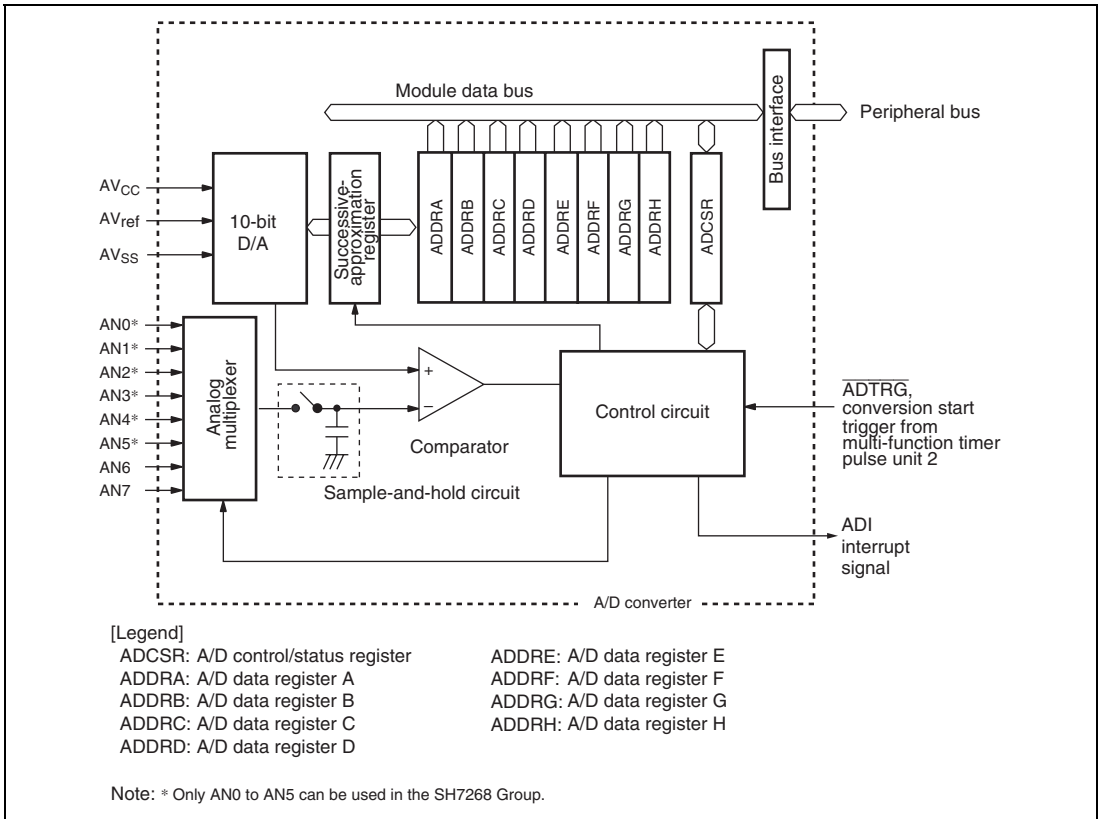 Module data bus
Bus interface
Peripheral bus
AVCC
AVref
AVSS
10-bit
D/A
Successive-
approximation
register
ADDRA
ADDRB
ADDRC
ADDRD
ADDRE
ADDRF
ADDRG
ADDRH
ADCSR
AN0*
AN1*
AN2*
AN3*
AN4*
AN5*
AN6
AN7
Analog
multiplexer
+
−
Comparator
Sample-and-hold circuit
Control circuit
ADTRG,
conversion start
trigger from
multi-function timer
pulse unit 2
ADI
interrupt
signal
A/D converter
[Legend]
ADCSR: A/D control/status register
ADDRA: A/D data register A
ADDRB: A/D data register B
ADDRC: A/D data register C
ADDRD: A/D data register D
ADDRE: A/D data register E
ADDRF: A/D data register F
ADDRG: A/D data register G
ADDRH: A/D data register H
Note: * Only AN0 to AN5 can be used in the SH7268 Group.